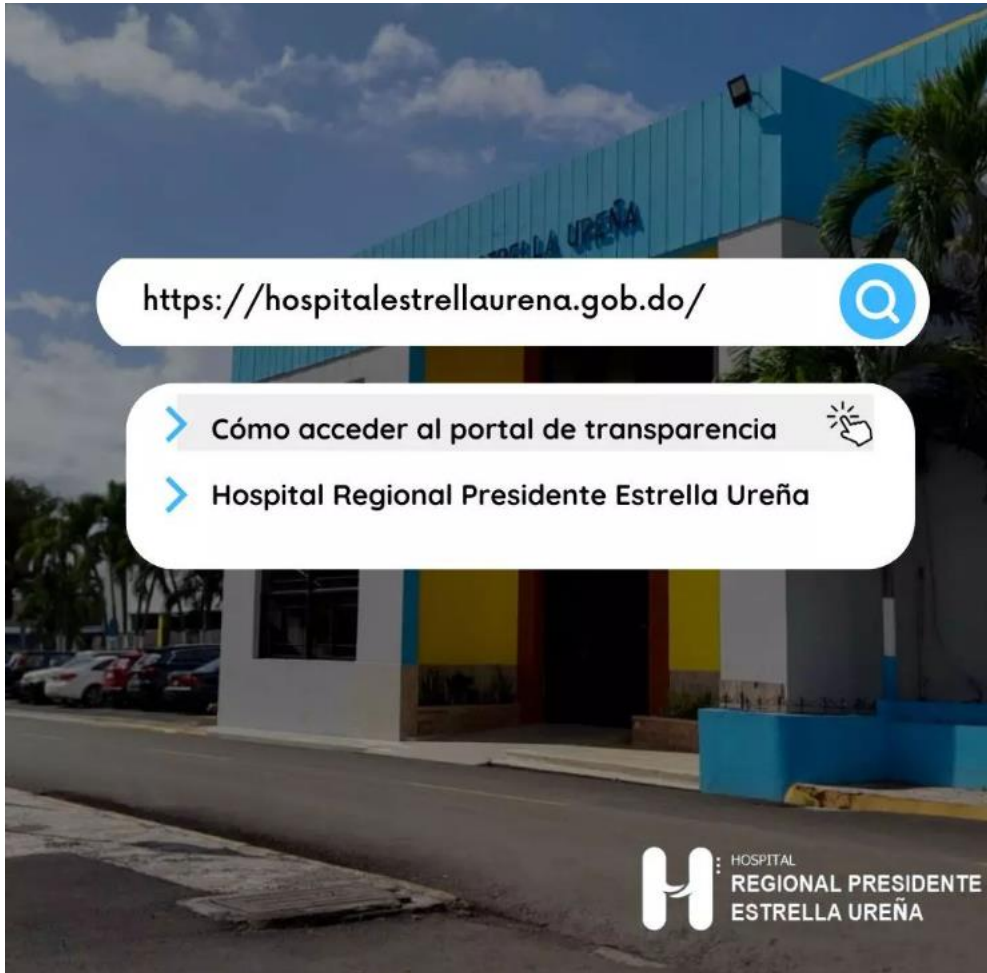 ESTRELLA UREÑA
https://hospitalestrellaurena.gob.do/
Cómo acceder al portal de transparencia
Hospital Regional Presidente Estrella Ureña
HOSPITAL
REGIONAL PRESIDENTE
ESTRELLA UREÑA